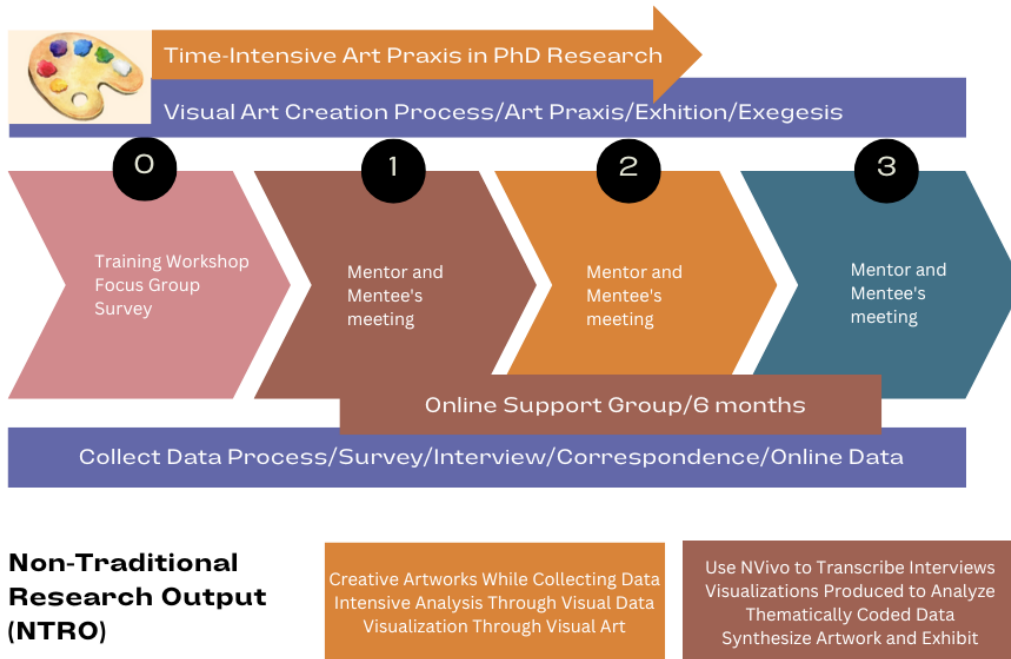 Time-Intensive Art Praxis in PhD Research
Visual Art Creation Process/Art Praxis/Exhition/Exegesis
0
1
2
3
Training Workshop
Focus Group
Survey
Mentor and
Mentee's
meeting
Mentor and
Mentee's
meeting
Mentor and
Mentee's
meeting
Online Support Group/6 months
Collect Data Process/Survey/Interview/Correspondence/Online Data
Non-Traditional
Research Output
(NTRO)
Creative Artworks While Collecting Data
Intensive Analysis Through Visual Data
Visualization Through Visual Art
Use NVivo to Transcribe Interviews
Visualizations Produced to Analyze
Thematically Coded Data
Synthesize Artwork and Exhibit